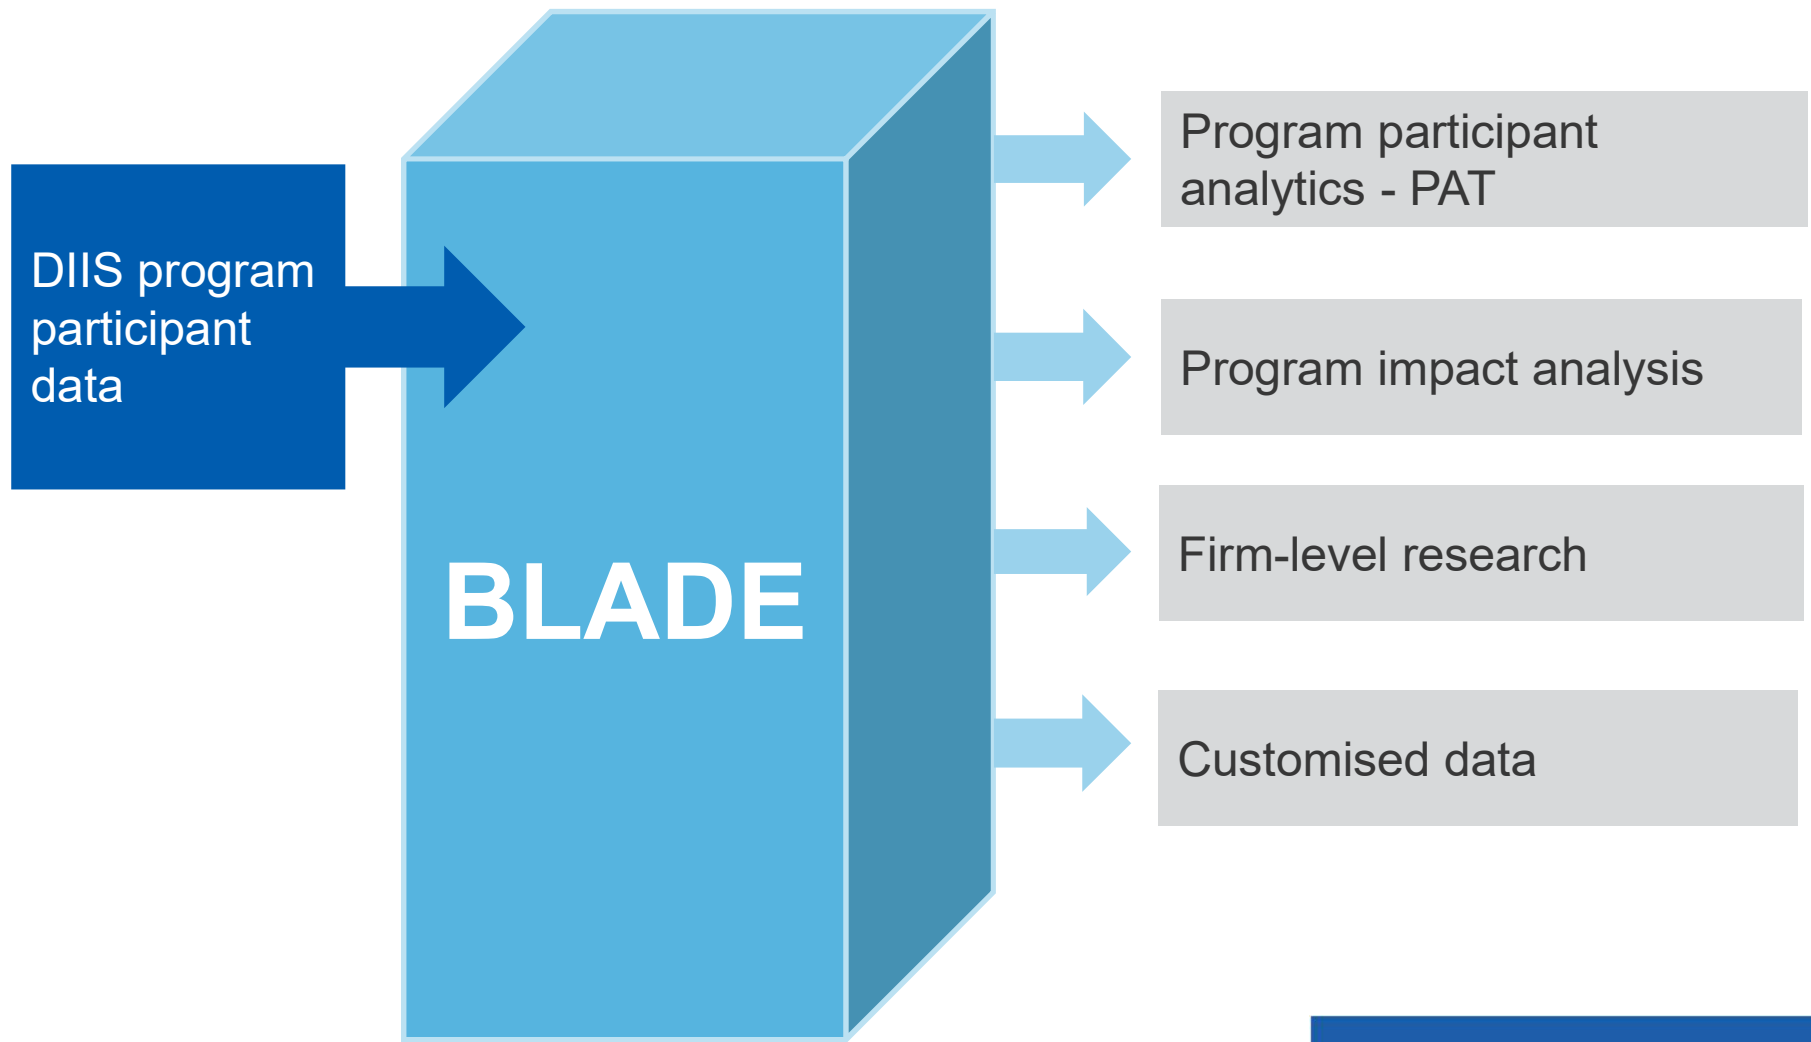 DIIS program
participant
data
BLADE
Program participant
analytics - PAT
Program impact analysis
Firm-level research
Customised data